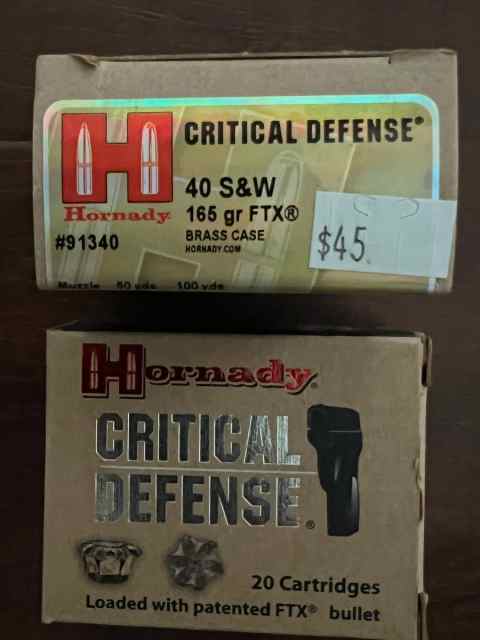 CRITICAL DEFENSE®
40 S&W
165 gr FTX®
BRASS CASE
HORNADY.COM
H
Hornady
#91340
$45
Muzzle 50 yds. 100 yds.
Hornady®
CRITICAL
DEFENSE®
20 Cartridges
Loaded with patented FTX® bullet